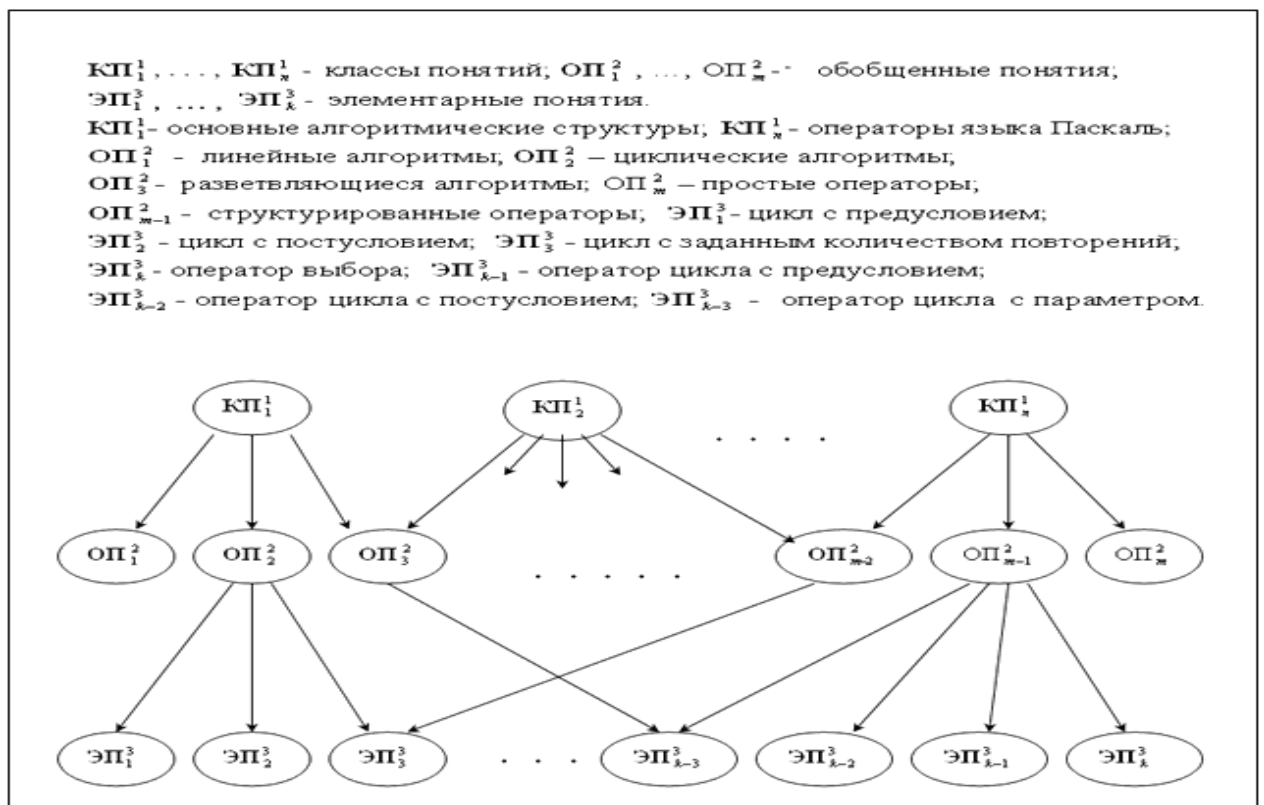 КП₁¹, . . . , КПₙ¹ - классы понятий; ОП₁², ..., ОПₘ² - обобщенные понятия;
ЭП₁³, ..., ЭПₖ³ - элементарные понятия.
КП₁¹- основные алгоритмические структуры; КПₙ¹- операторы языка Паскаль;
ОП₁² - линейные алгоритмы; ОП₂² – циклические алгоритмы;
ОП₃² - разветвляющиеся алгоритмы; ОПₘ² – простые операторы;
ОПₘ₋₁² - структурированные операторы; ЭП₁³- цикл с предусловием;
ЭП₂³ - цикл с постусловием; ЭП₃³ - цикл с заданным количеством повторений;
ЭПₖ³ - оператор выбора; ЭПₖ₋₁³ - оператор цикла с предусловием;
ЭПₖ₋₂³ - оператор цикла с постусловием; ЭПₖ₋₃³ - оператор цикла с параметром.
КП₁¹ КП₂¹ . . . . КПₙ¹
ОП₁² ОП₂² ОП₃² . . . . . ОПₘ₋₂² ОПₘ₋₁² ОПₘ²
ЭП₁³ ЭП₂³ ЭП₃³ . . . ЭПₖ₋₃³ ЭПₖ₋₂³ ЭПₖ₋₁³ ЭПₖ³